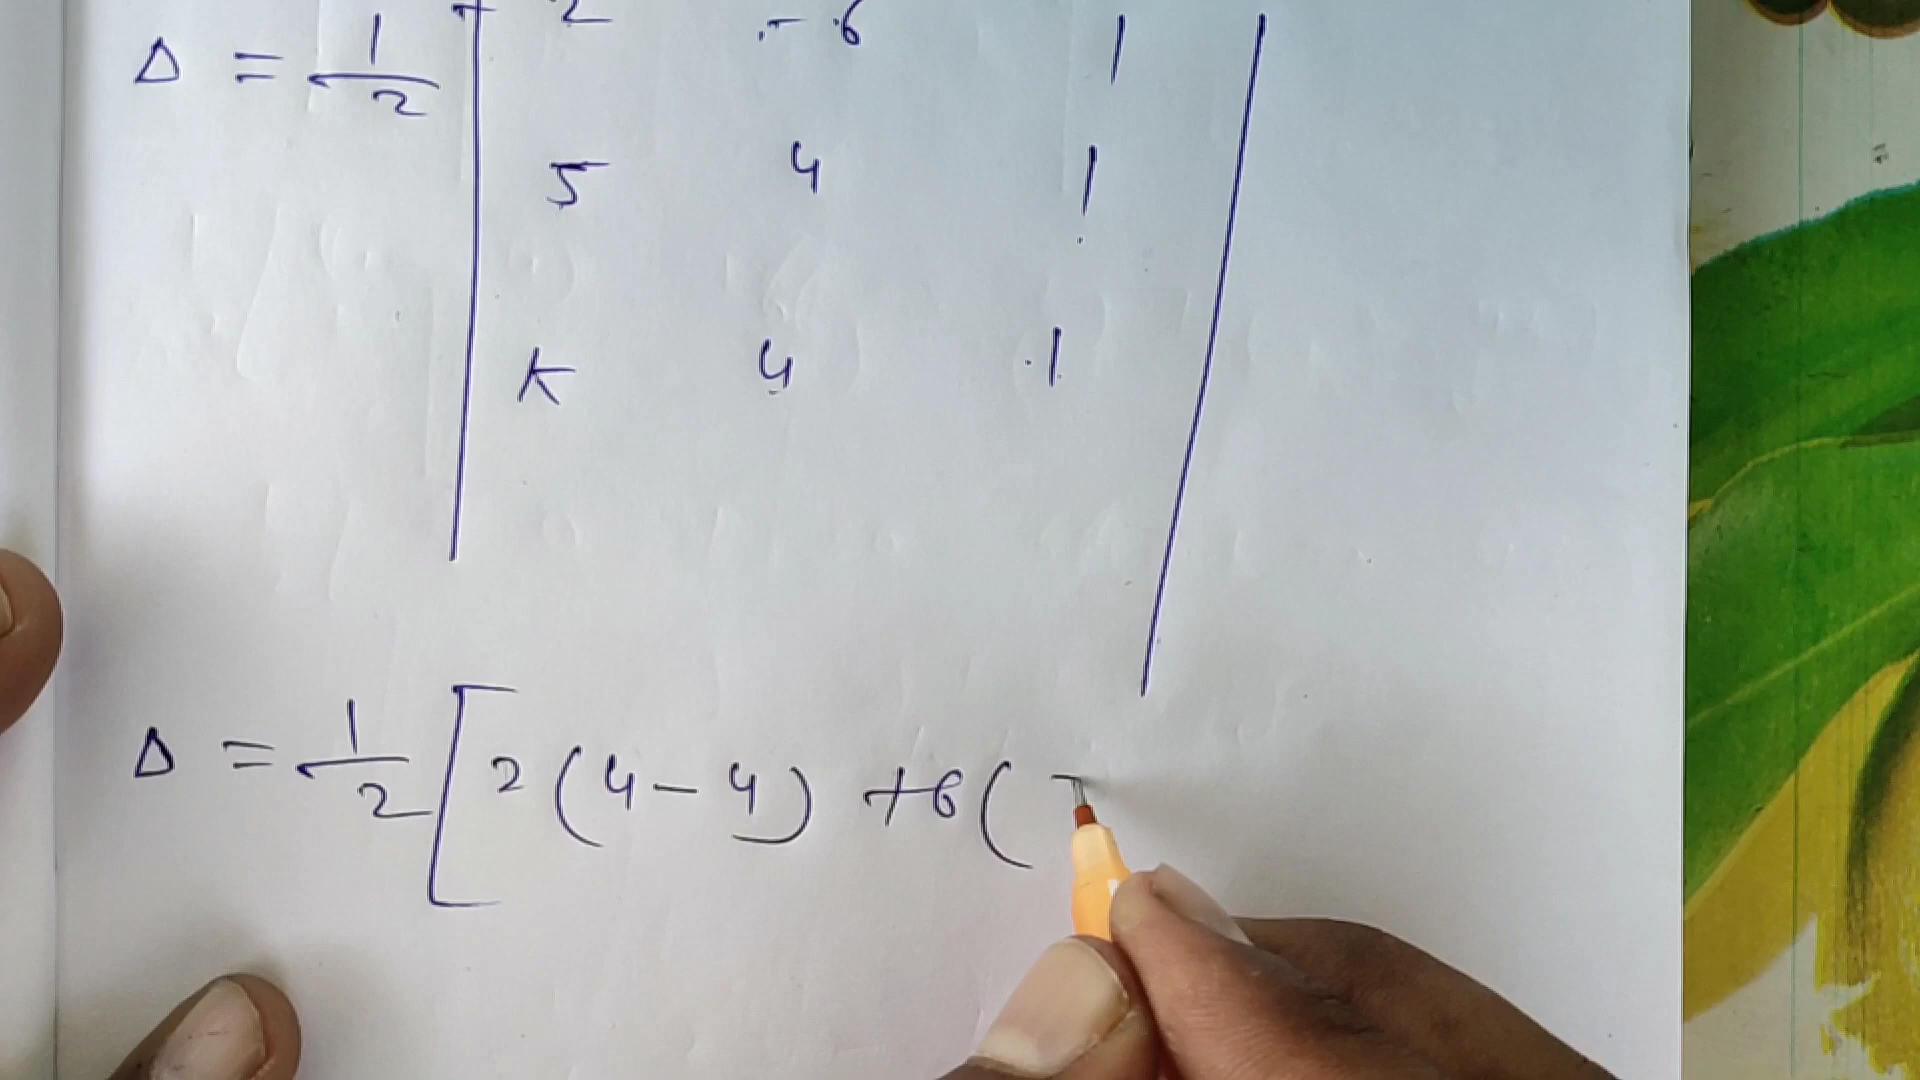 Δ = 1/2 | 2 -6 1
5 4 1
K 4 1 |
Δ = 1/2 [ 2 (4 - 4) + 6 (